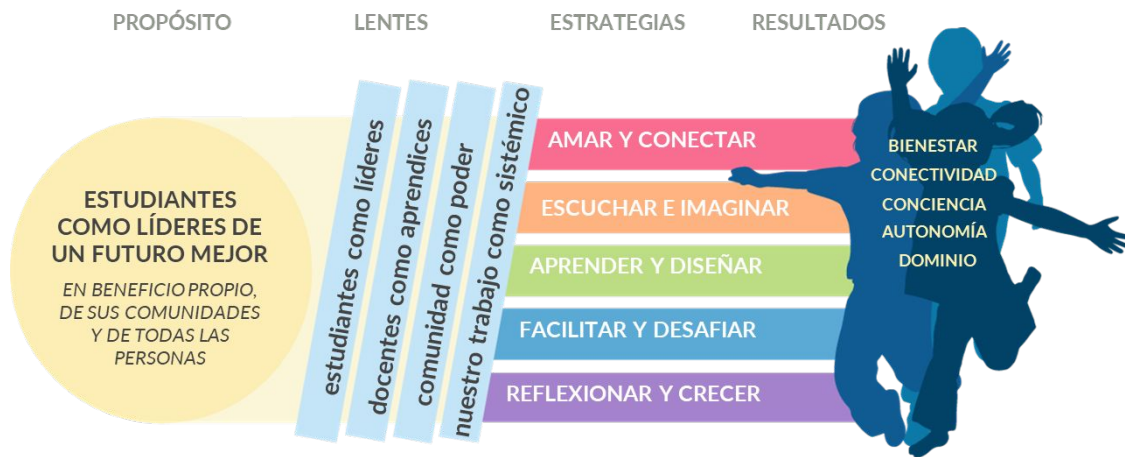 PROPÓSITO
LENTES
ESTRATEGIAS
RESULTADOS
ESTUDIANTES
COMO LÍDERES DE
UN FUTURO MEJOR
EN BENEFICIO PROPIO,
DE SUS COMUNIDADES
Y DE TODAS LAS
PERSONAS
estudiantes como líderes
docentes como aprendices
comunidad como poder
nuestro trabajo como sistémico
AMAR Y CONECTAR
ESCUCHAR E IMAGINAR
APRENDER Y DISEÑAR
FACILITAR Y DESAFIAR
REFLEXIONAR Y CRECER
BIENESTAR
CONECTIVIDAD
CONCIENCIA
AUTONOMÍA
DOMINIO